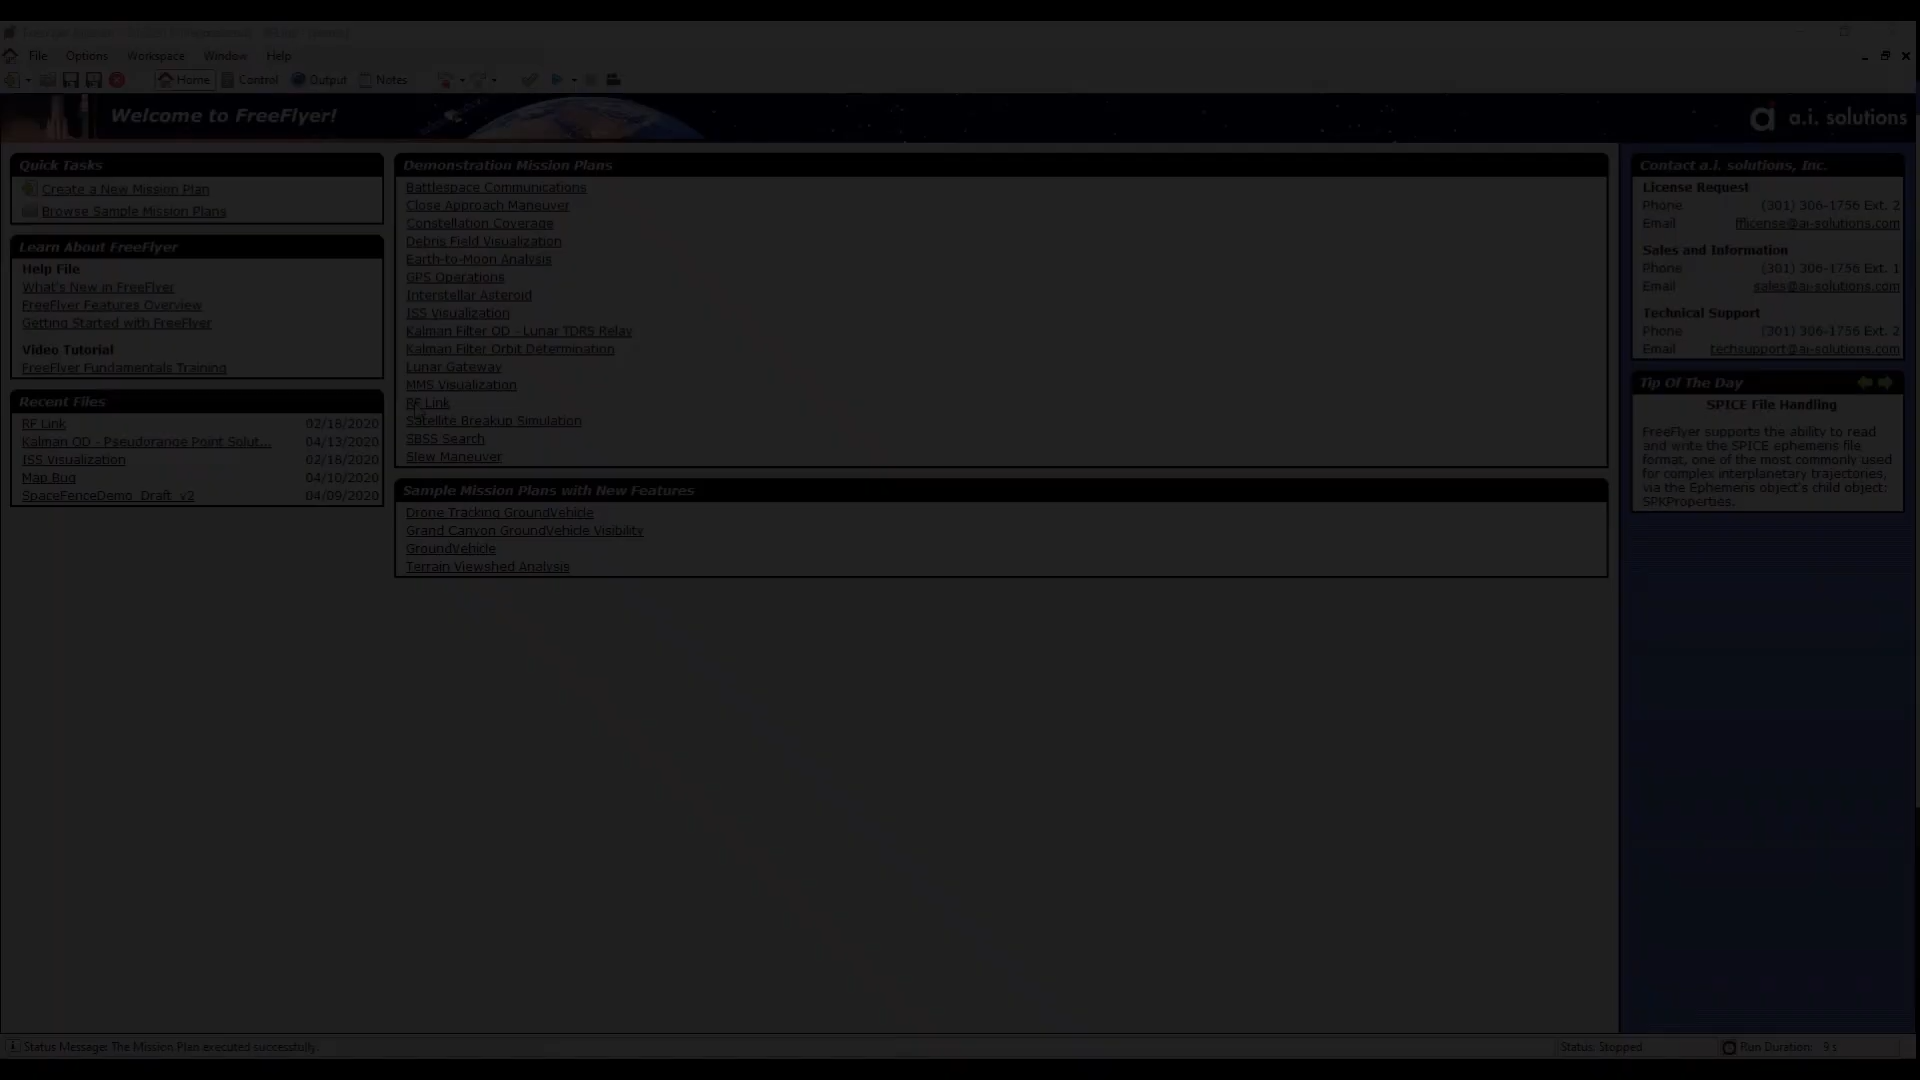 File Options Workspace Window Help
Home Control Output Notes
Welcome to FreeFlyer!
a.i. solutions
Quick Tasks
Create a New Mission Plan
Browse Sample Mission Plans
Learn About FreeFlyer
Help File
What's New in FreeFlyer
FreeFlyer Features Overview
Getting Started with FreeFlyer
Video Tutorial
FreeFlyer Fundamentals Training
Recent Files
RF Link 02/18/2020
Kalman OD - Pseudorange Point Solut... 04/13/2020
ISS Visualization 02/18/2020
Map Bug 04/10/2020
SpaceFenceDemo_Draft_v2 04/09/2020
Demonstration Mission Plans
Battlespace Communications
Close Approach Maneuver
Constellation Coverage
Debris Field Visualization
Earth-to-Moon Analysis
GPS Operations
Interstellar Asteroid
ISS Visualization
Kalman Filter OD - Lunar TDRS Relay
Kalman Filter Orbit Determination
Lunar Gateway
MMS Visualization
RF Link
Satellite Breakup Simulation
SBSS Search
Slew Maneuver
Sample Mission Plans with New Features
Drone Tracking GroundVehicle
Grand Canyon GroundVehicle Visibility
GroundVehicle
Terrain Viewshed Analysis
Contact a.i. solutions, Inc.
License Request
Phone (301) 306-1756 Ext. 2
Email fflicense@ai-solutions.com
Sales and Information
Phone (301) 306-1756 Ext. 1
Email sales@ai-solutions.com
Technical Support
Phone (301) 306-1756 Ext. 2
Email techsupport@ai-solutions.com
Tip Of The Day
SPICE File Handling
FreeFlyer supports the ability to read
and write the SPICE ephemeris file
format, one of the most commonly used
for complex interplanetary trajectories,
via the Ephemeris object's child object:
SPKProperties.
Status Message: The Mission Plan executed successfully.
Status: Stopped
Run Duration: 9 s